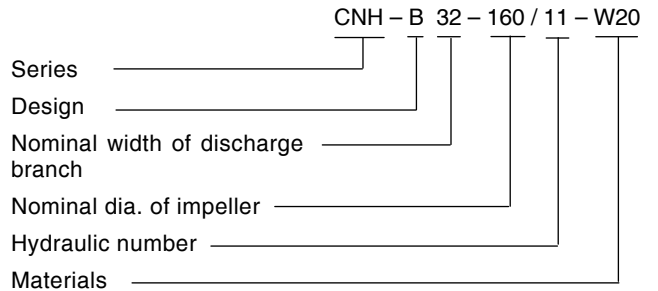 CNH – B 32 – 160 / 11 – W20
Series
Design
Nominal width of discharge
branch
Nominal dia. of impeller
Hydraulic number
Materials